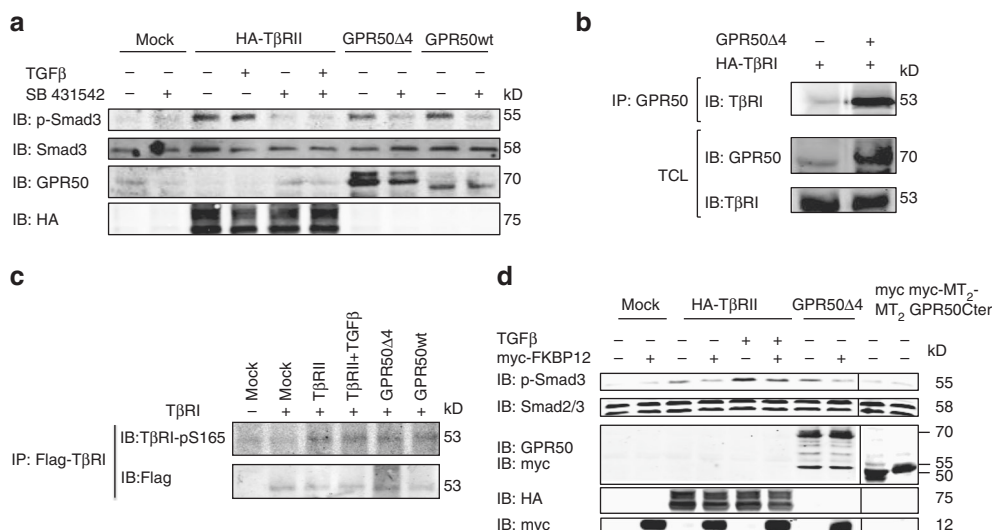 a
Mock HA-TβRII GPR50Δ4 GPR50wt
TGFβ – – – + – + – – – –
SB 431542 – + – – + + – + – + kD
IB: p-Smad3 55
IB: Smad3 58
IB: GPR50 70
IB: HA 75
b
GPR50Δ4 – +
HA-TβRI + + kD
IP: GPR50 IB: TβRI 53
TCL
IB: GPR50 70
IB:TβRI 53
c
Mock Mock TβRII TβRII+TGFβ GPR50Δ4 GPR50wt
TβRI – + + + + + kD
IP: Flag-TβRI
IB:TβRI-pS165 53
IB:Flag 53
d
Mock HA-TβRII GPR50Δ4 myc myc-MT2-
MT2 GPR50Cter
TGFβ – – – – + + – – – –
myc-FKBP12 – + – + – + – + – – kD
IB: p-Smad3 55
IB: Smad2/3 58
IB: GPR50 70
IB: myc 55
50
IB: HA 75
IB: myc 12